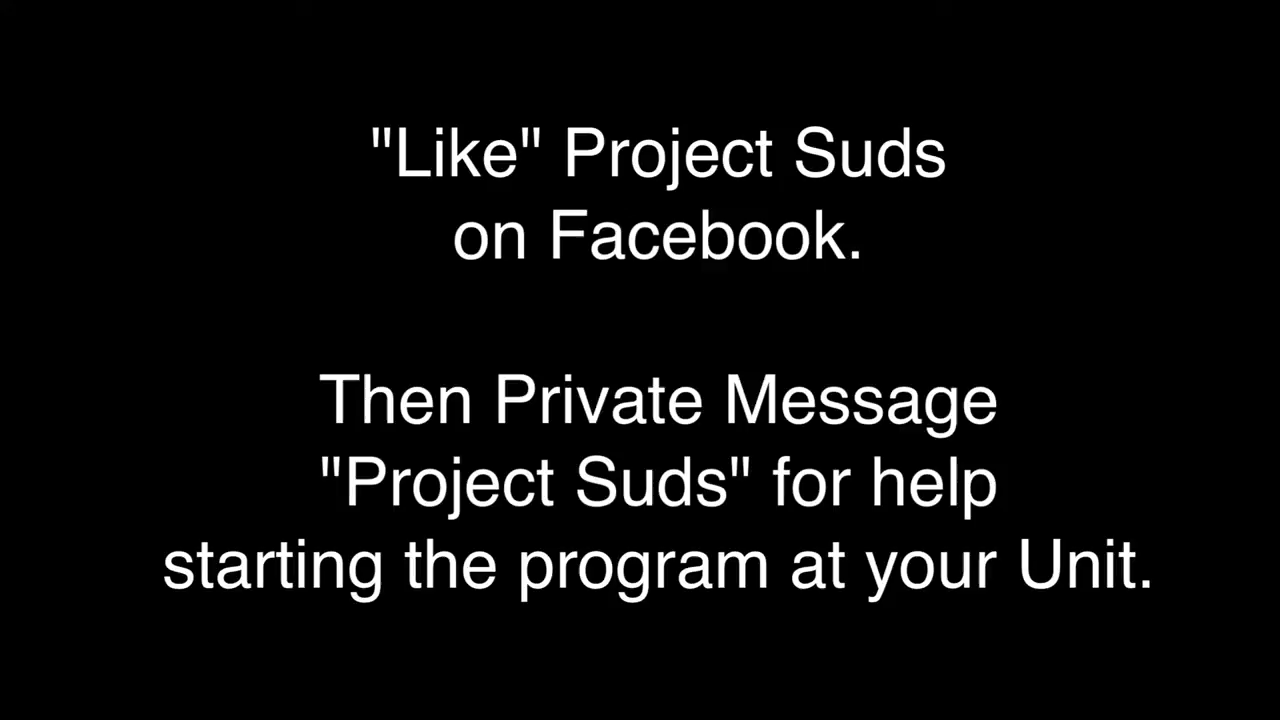 "Like" Project Suds
on Facebook.
Then Private Message
"Project Suds" for help
starting the program at your Unit.